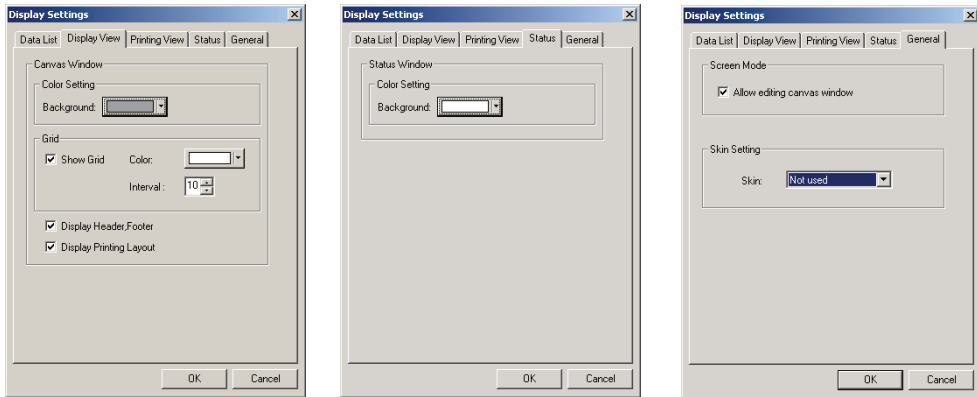 Display Settings
Data List Display View Printing View Status General
Canvas Window
Color Setting
Background:
Grid
Show Grid Color:
Interval : 10
Display Header,Footer
Display Printing Layout
OK Cancel
Display Settings
Data List Display View Printing View Status General
Status Window
Color Setting
Background:
OK Cancel
Display Settings
Data List Display View Printing View Status General
Screen Mode
Allow editing canvas window
Skin Setting
Skin: Not used
OK Cancel